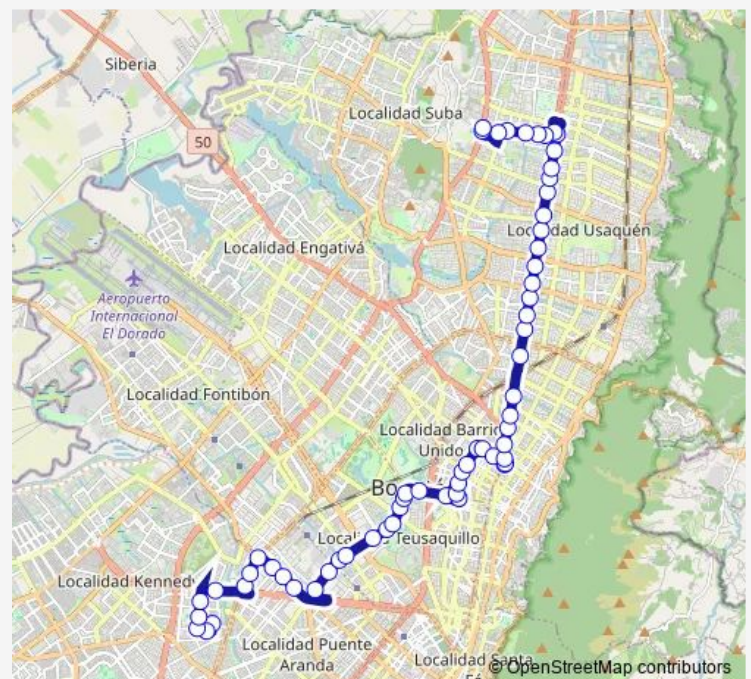 Siberia
Localidad Suba
50
Localidad Usaquén
Localidad Engativá
Aeropuerto
Internacional
El Dorado
Localidad Fontibón
Localidad Barrio
Unido
Bo
Teusaquillo
Localidad Kennedy
Localidad Puente
Aranda
Localidad Santa
© OpenStreetMap contributors